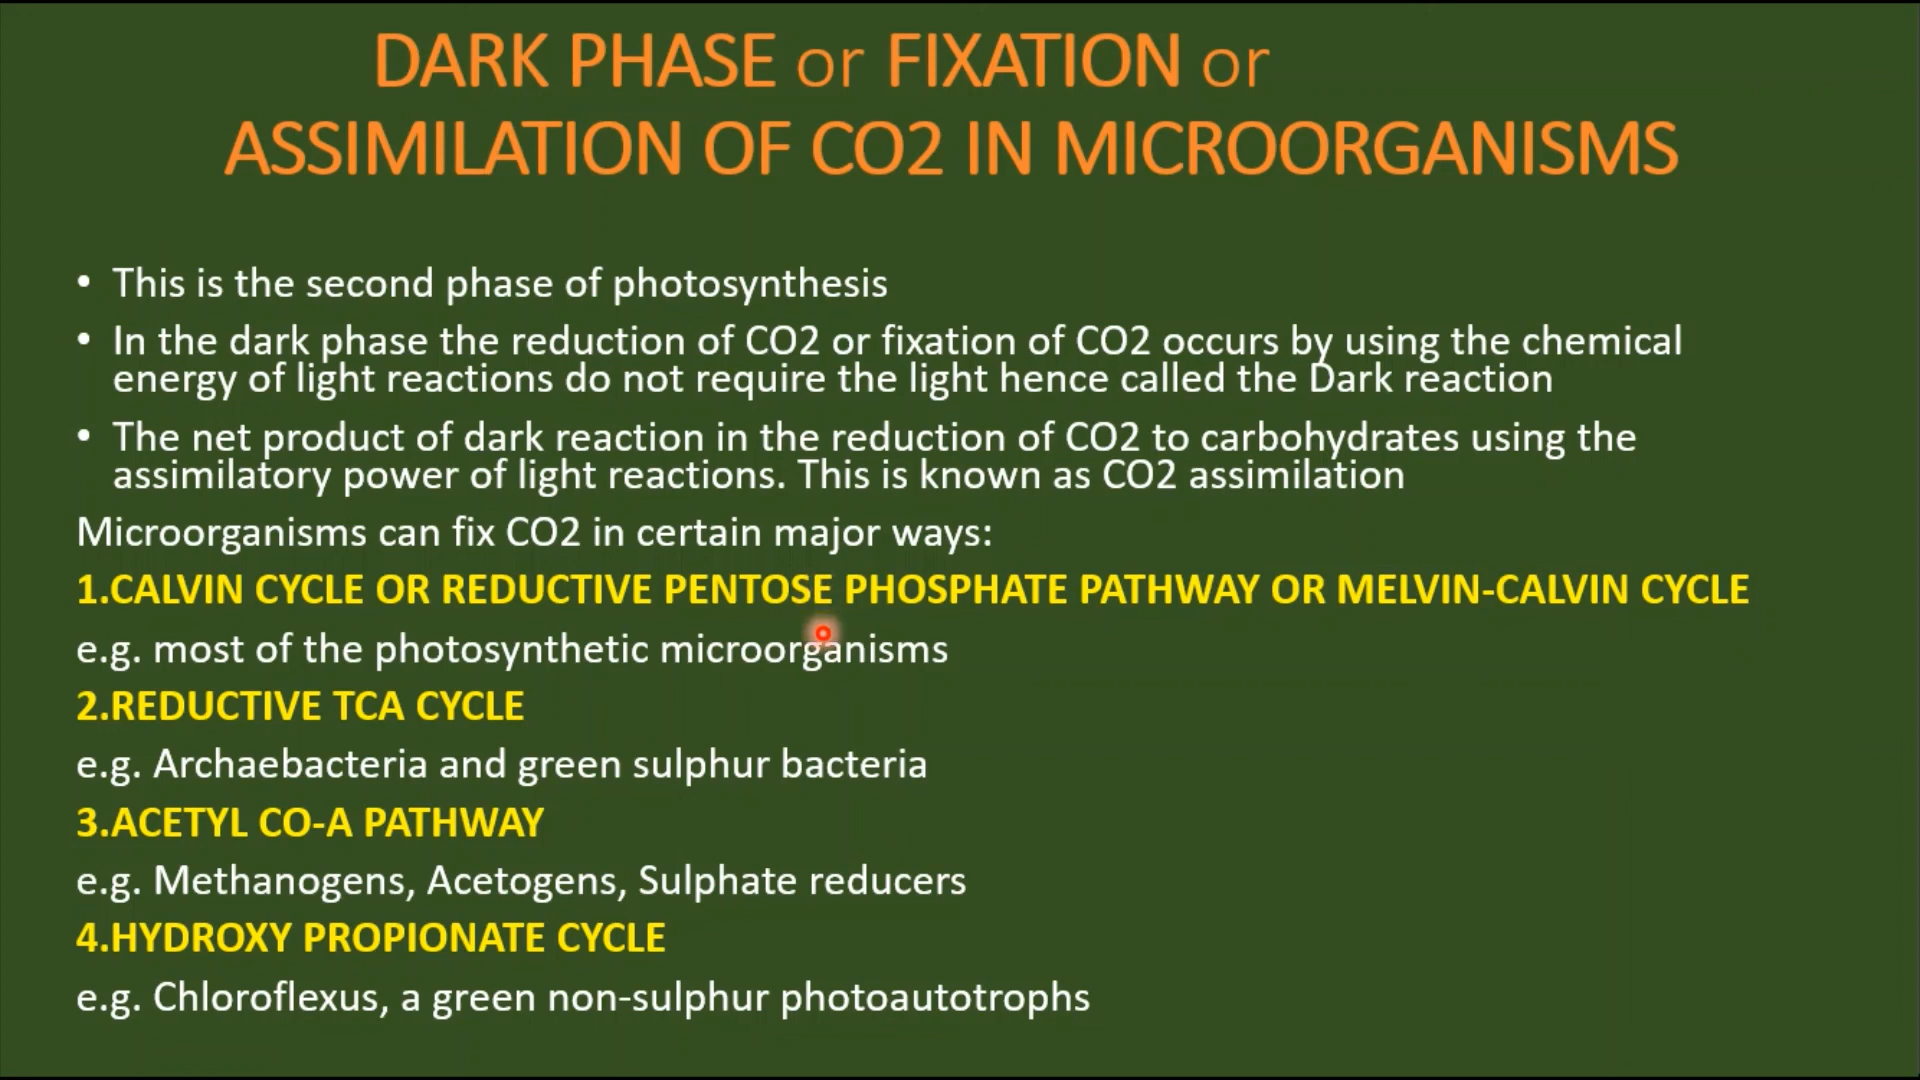 DARK PHASE or FIXATION or
ASSIMILATION OF CO2 IN MICROORGANISMS
• This is the second phase of photosynthesis
• In the dark phase the reduction of CO2 or fixation of CO2 occurs by using the chemical
energy of light reactions do not require the light hence called the Dark reaction
• The net product of dark reaction in the reduction of CO2 to carbohydrates using the
assimilatory power of light reactions. This is known as CO2 assimilation
Microorganisms can fix CO2 in certain major ways:
1.CALVIN CYCLE OR REDUCTIVE PENTOSE PHOSPHATE PATHWAY OR MELVIN-CALVIN CYCLE
e.g. most of the photosynthetic microorganisms
2.REDUCTIVE TCA CYCLE
e.g. Archaebacteria and green sulphur bacteria
3.ACETYL CO-A PATHWAY
e.g. Methanogens, Acetogens, Sulphate reducers
4.HYDROXY PROPIONATE CYCLE
e.g. Chloroflexus, a green non-sulphur photoautotrophs